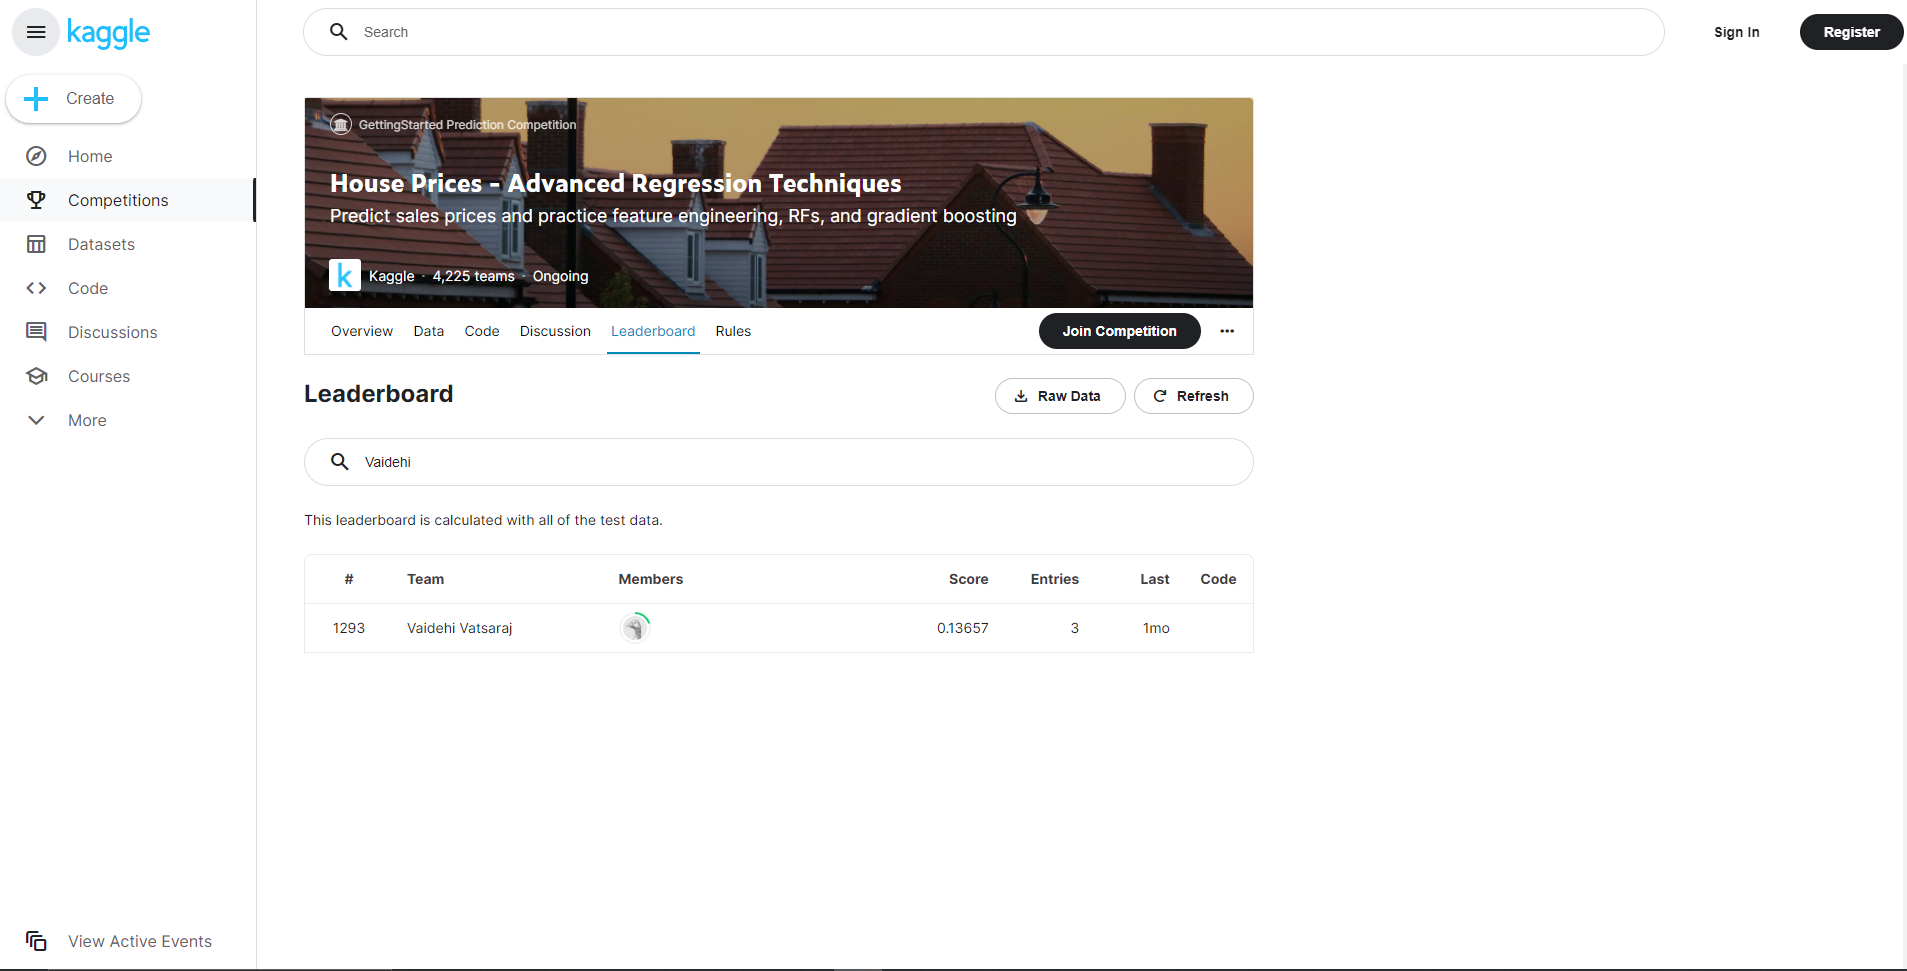 kaggle
Search
Sign In
Register
Create
Home
Competitions
Datasets
Code
Discussions
Courses
More
View Active Events
GettingStarted Prediction Competition
House Prices - Advanced Regression Techniques
Predict sales prices and practice feature engineering, RFs, and gradient boosting
k Kaggle · 4,225 teams · Ongoing
Overview Data Code Discussion Leaderboard Rules Join Competition
Leaderboard
Raw Data Refresh
Vaidehi
This leaderboard is calculated with all of the test data.
# Team Members Score Entries Last Code
1293 Vaidehi Vatsaraj 0.13657 3 1mo